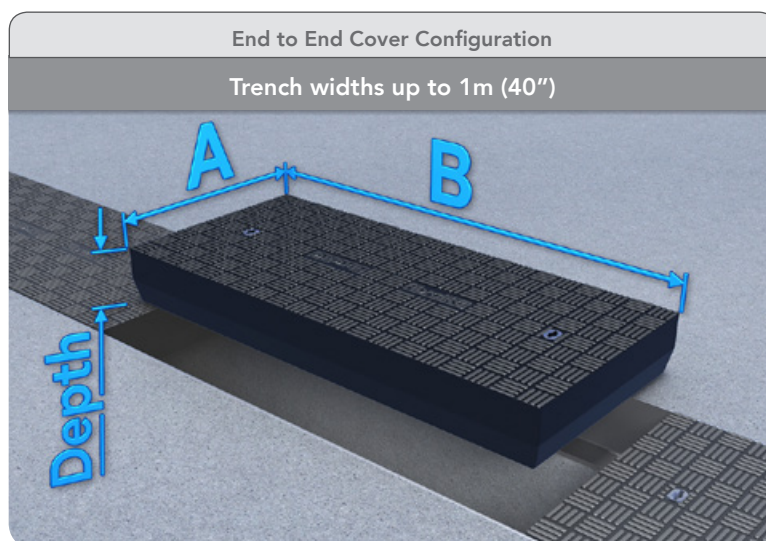 End to End Cover Configuration
Trench widths up to 1m (40”)
A
B
Depth